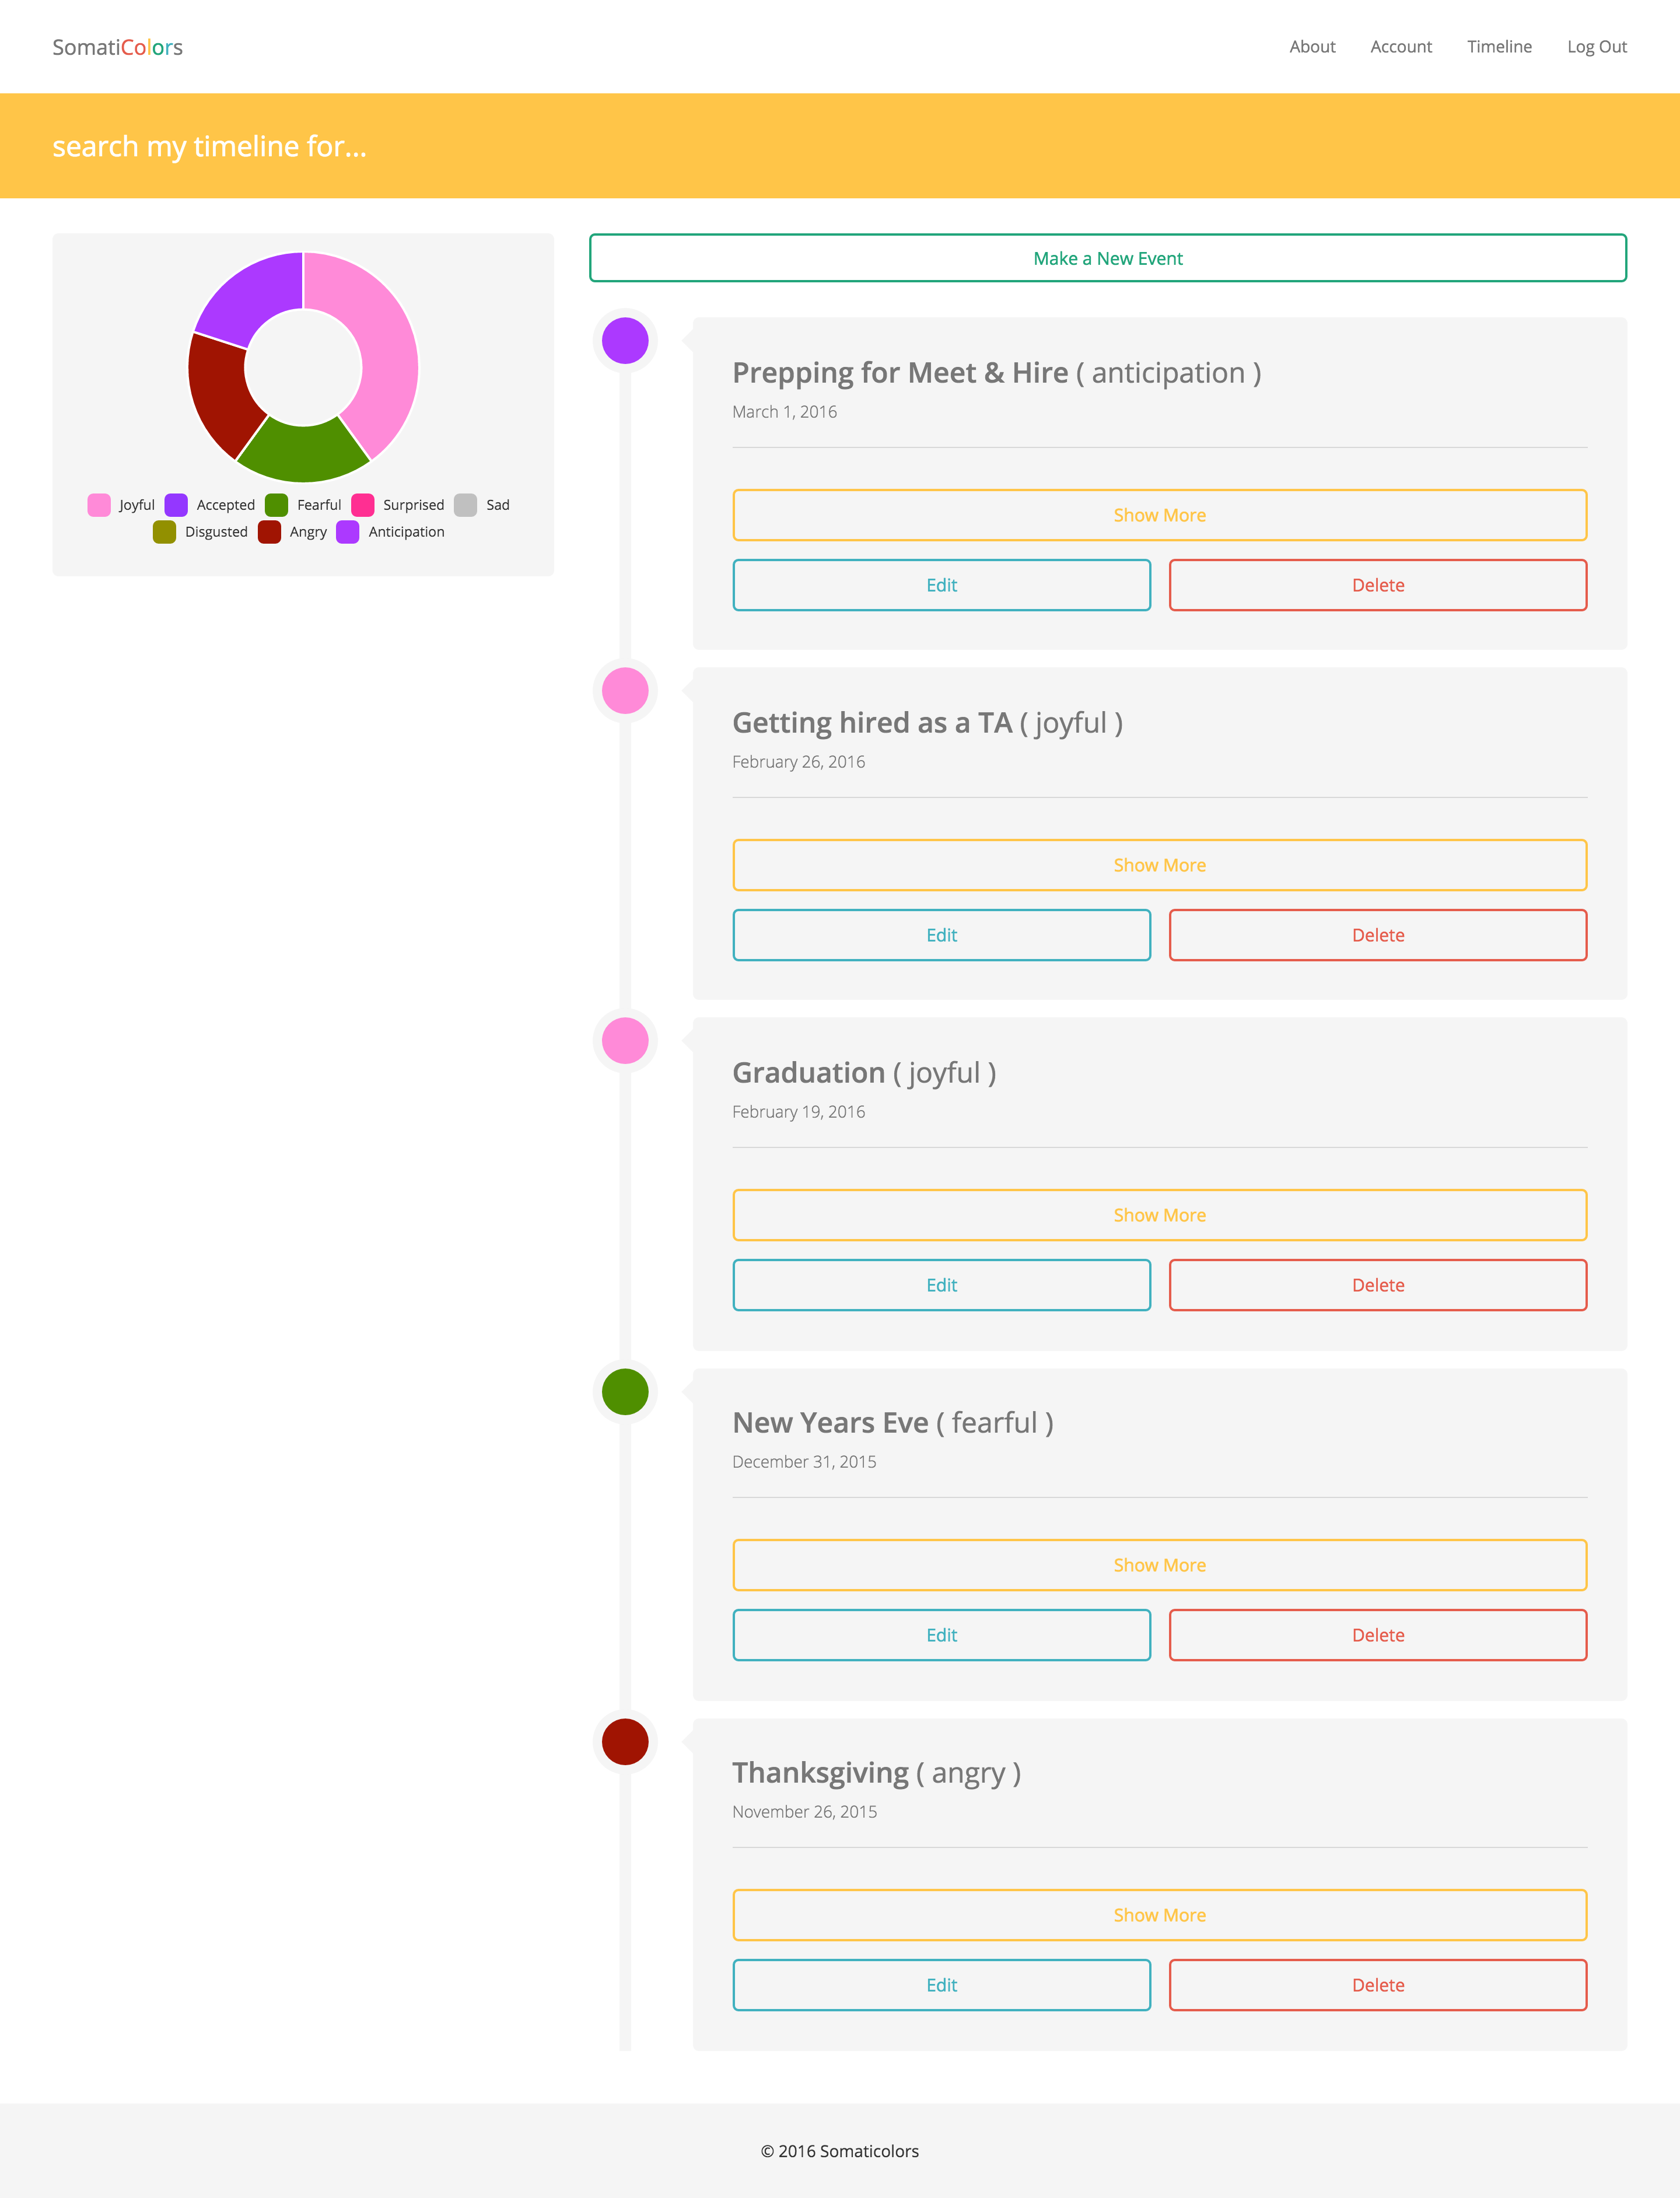 SomatiColors
About Account Timeline Log Out
search my timeline for...
Joyful Accepted Fearful Surprised Sad
Disgusted Angry Anticipation
Make a New Event
Prepping for Meet & Hire ( anticipation )
March 1, 2016
Show More
Edit Delete
Getting hired as a TA ( joyful )
February 26, 2016
Show More
Edit Delete
Graduation ( joyful )
February 19, 2016
Show More
Edit Delete
New Years Eve ( fearful )
December 31, 2015
Show More
Edit Delete
Thanksgiving ( angry )
November 26, 2015
Show More
Edit Delete
© 2016 Somaticolors